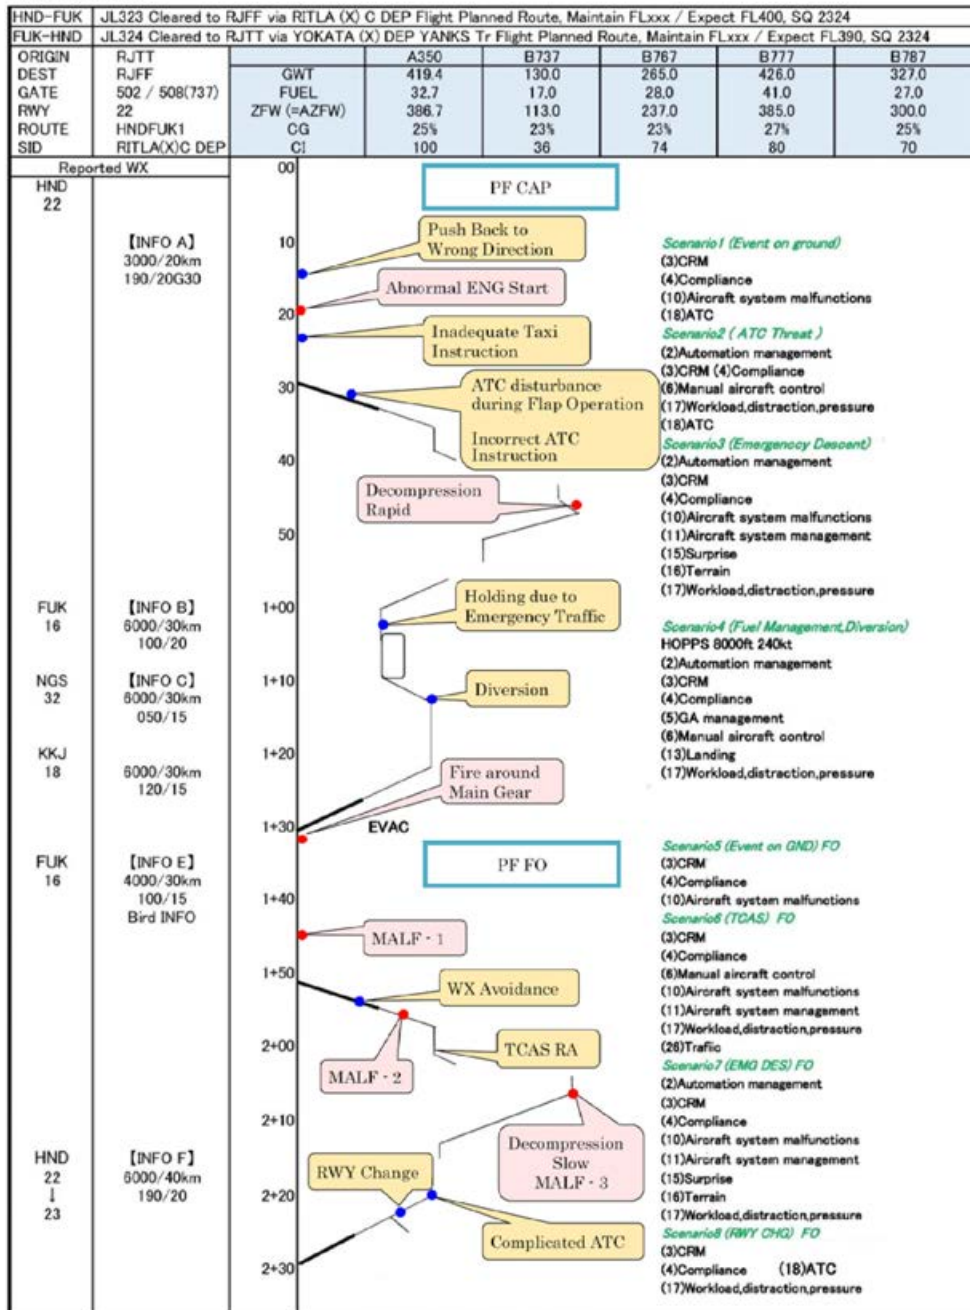 HND-FUK JL323 Cleared to RJFF via RITLA (X) C DEP Flight Planned Route, Maintain FLxxx / Expect FL400, SQ 2324
FUK-HND JL324 Cleared to RJTT via YOKATA (X) DEP YANKS Tr Flight Planned Route, Maintain FLxxx / Expect FL390, SQ 2324
ORIGIN RJTT A350 B737 B767 B777 B787
DEST RJFF GWT 419.4 130.0 265.0 426.0 327.0
GATE 502 / 508(737) FUEL 32.7 17.0 28.0 41.0 27.0
RWY 22 ZFW (=AZFW) 386.7 113.0 237.0 385.0 300.0
ROUTE HNDFUK1 CG 25% 23% 23% 27% 25%
SID RITLA(X)C DEP CI 100 36 74 80 70
Reported WX
HND
22
【INFO A】
3000/20km
190/20G30
FUK 【INFO B】
16 6000/30km
100/20
NGS 【INFO C】
32 6000/30km
050/15
KKJ
18 6000/30km
120/15
FUK 【INFO E】
16 4000/30km
100/15
Bird INFO
HND 【INFO F】
22 6000/40km
↓ 190/20
23
00
10
20
30
40
50
1+00
1+10
1+20
1+30
1+40
1+50
2+00
2+10
2+20
2+30
PF CAP
Push Back to
Wrong Direction
Abnormal ENG Start
Inadequate Taxi
Instruction
ATC disturbance
during Flap Operation
Incorrect ATC
Instruction
Decompression
Rapid
Holding due to
Emergency Traffic
Diversion
Fire around
Main Gear
EVAC
PF FO
MALF - 1
WX Avoidance
TCAS RA
MALF - 2
Decompression
Slow
MALF - 3
RWY Change
Complicated ATC
Scenario1 (Event on ground)
(3)CRM
(4)Compliance
(10)Aircraft system malfunctions
(18)ATC
Scenario2 ( ATC Threat )
(2)Automation management
(3)CRM (4)Compliance
(6)Manual aircraft control
(17)Workload,distraction,pressure
(18)ATC
Scenario3 (Emergenccy Descent)
(2)Automation management
(3)CRM
(4)Compliance
(10)Aircraft system malfunctions
(11)Aircraft system management
(15)Surprise
(16)Terrain
(17)Workload,distraction,pressure
Scenario4 (Fuel Management,Diversion)
HOPPS 8000ft 240kt
(2)Automation management
(3)CRM
(4)Compliance
(5)GA management
(6)Manual aircraft control
(13)Landing
(17)Workload,distraction,pressure
Scenario5 (Event on GND) FO
(3)CRM
(4)Compliance
(10)Aircraft system malfunctions
Scenario6 (TCAS) FO
(3)CRM
(4)Compliance
(6)Manual aircraft control
(10)Aircraft system malfunctions
(11)Aircraft system management
(17)Workload,distraction,pressure
(26)Traffic
Scenario7 (EMG DES) FO
(2)Automation management
(3)CRM
(4)Compliance
(10)Aircraft system malfunctions
(11)Aircraft system management
(15)Surprise
(16)Terrain
(17)Workload,distraction,pressure
Scenario8 (RWY CHG) FO
(3)CRM
(4)Compliance (18)ATC
(17)Workload,distraction,pressure